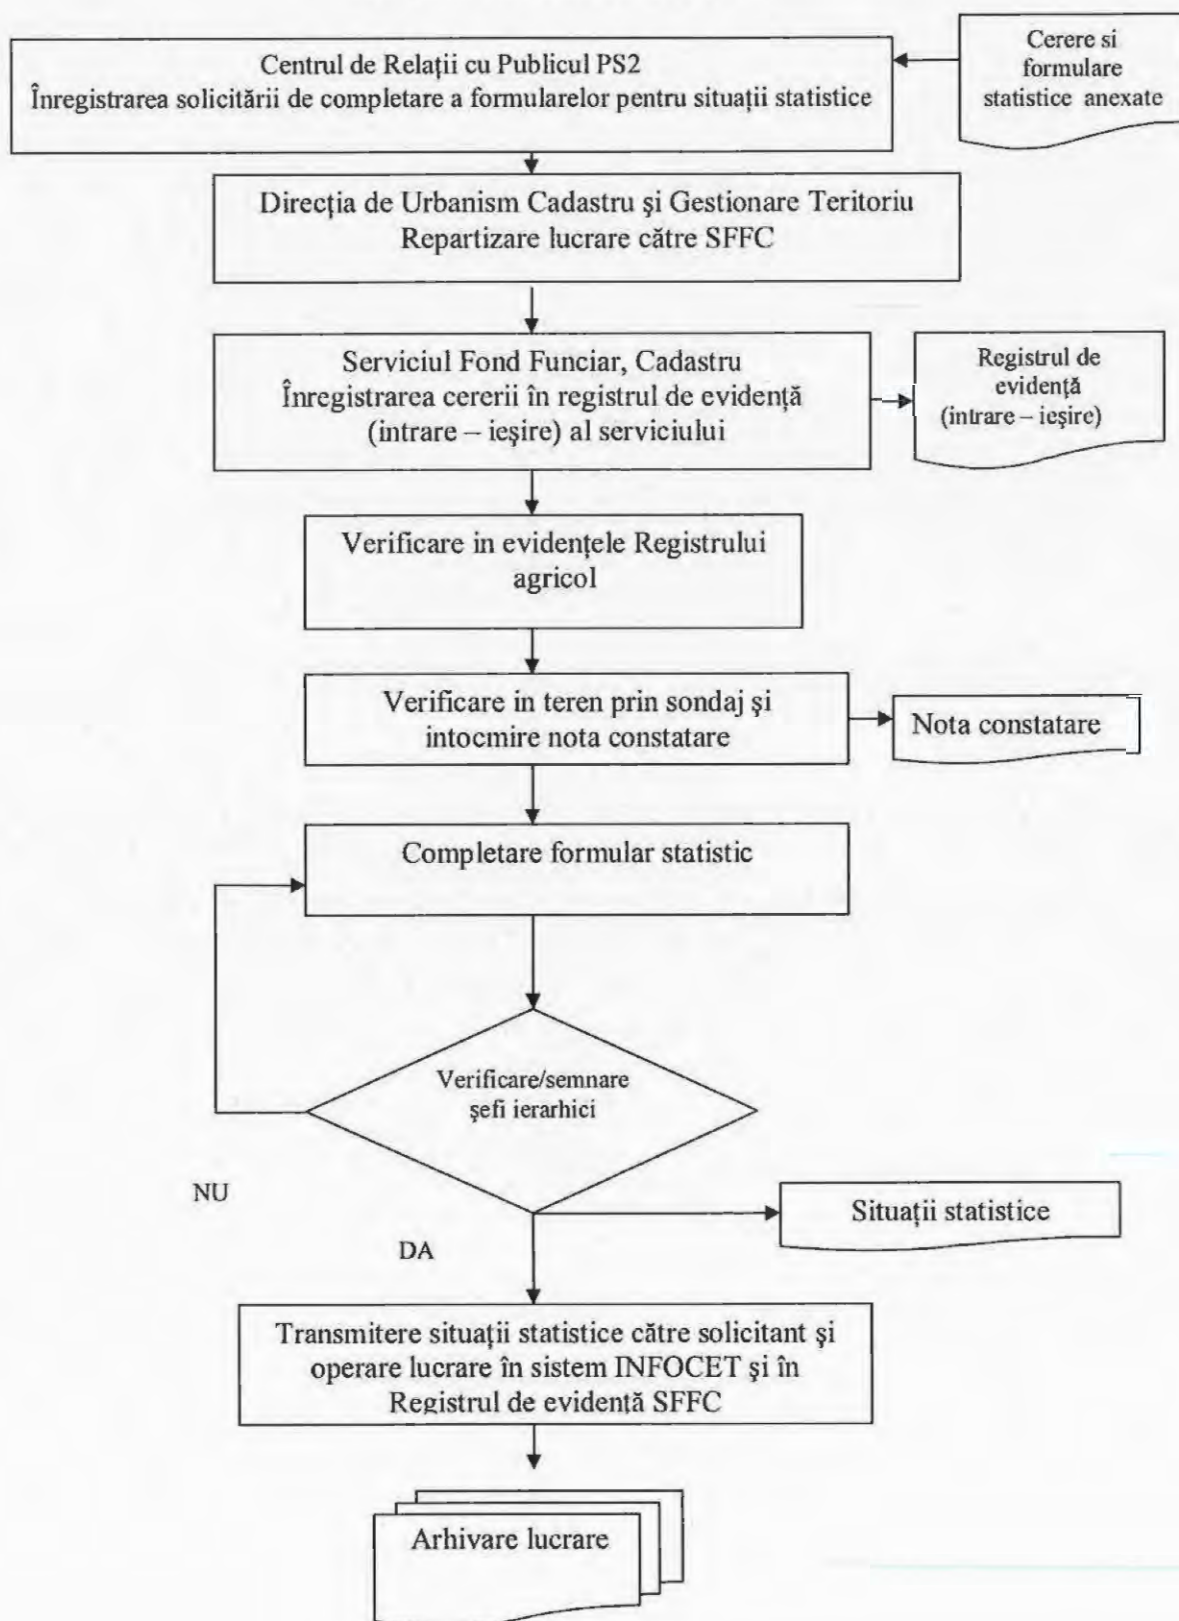 Cerere si
formulare
statistice anexate
Centrul de Relații cu Publicul PS2
Înregistrarea solicitării de completare a formularelor pentru situații statistice
Direcția de Urbanism Cadastru şi Gestionare Teritoriu
Repartizare lucrare către SFFC
Serviciul Fond Funciar, Cadastru
Înregistrarea cererii în registrul de evidență
(intrare – ieşire) al serviciului
Registrul de
evidență
(intrare – ieşire)
Verificare in evidențele Registrului
agricol
Verificare in teren prin sondaj şi
intocmire nota constatare
Nota constatare
Completare formular statistic
Verificare/semnare
şefi ierarhici
NU
Situații statistice
DA
Transmitere situații statistice către solicitant şi
operare lucrare în sistem INFOCET şi în
Registrul de evidență SFFC
Arhivare lucrare